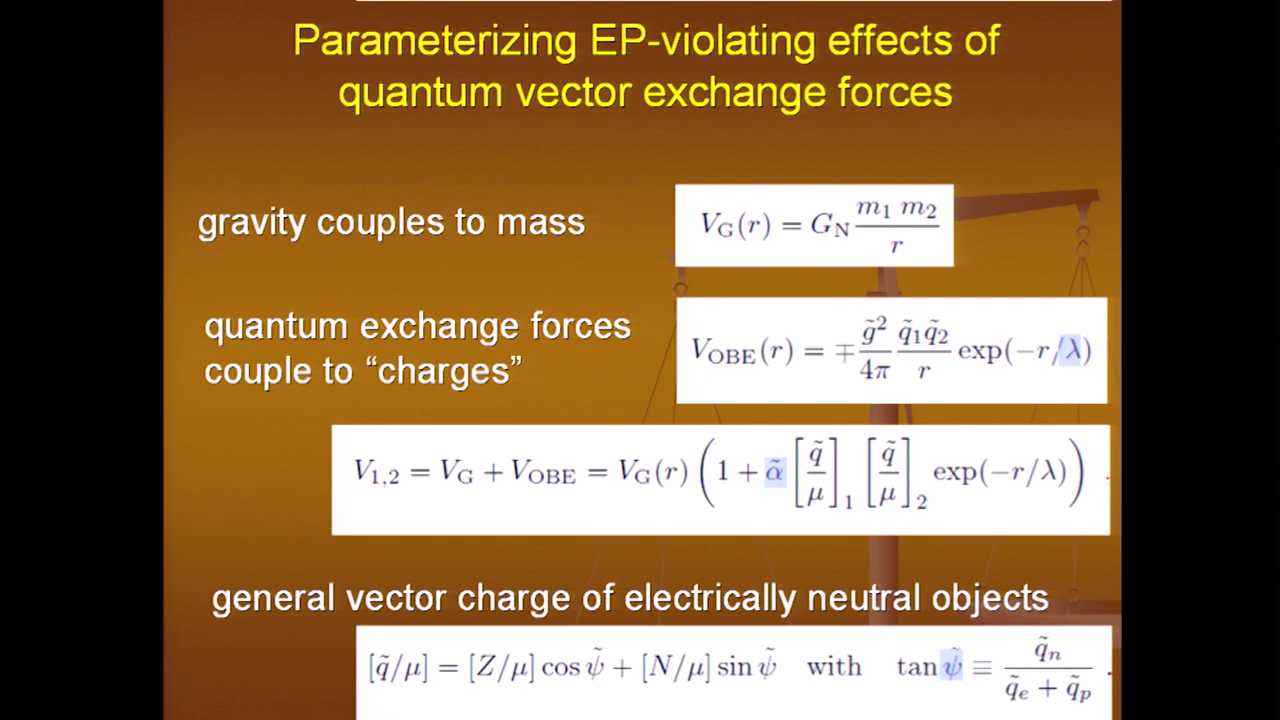 Parameterizing EP-violating effects of
quantum vector exchange forces
gravity couples to mass
V_G(r) = G_N m_1 m_2 / r
quantum exchange forces
couple to “charges”
V_OBE(r) = ∓ g̃²/4π q̃_1q̃_2/r exp(−r/λ)
V_1,2 = V_G + V_OBE = V_G(r) (1 + α̃ [q̃/μ]_1 [q̃/μ]_2 exp(−r/λ)) .
general vector charge of electrically neutral objects
[q̃/μ] = [Z/μ] cos ψ̃ + [N/μ] sin ψ̃ with tan ψ̃ ≡ q̃_n / (q̃_e + q̃_p) .